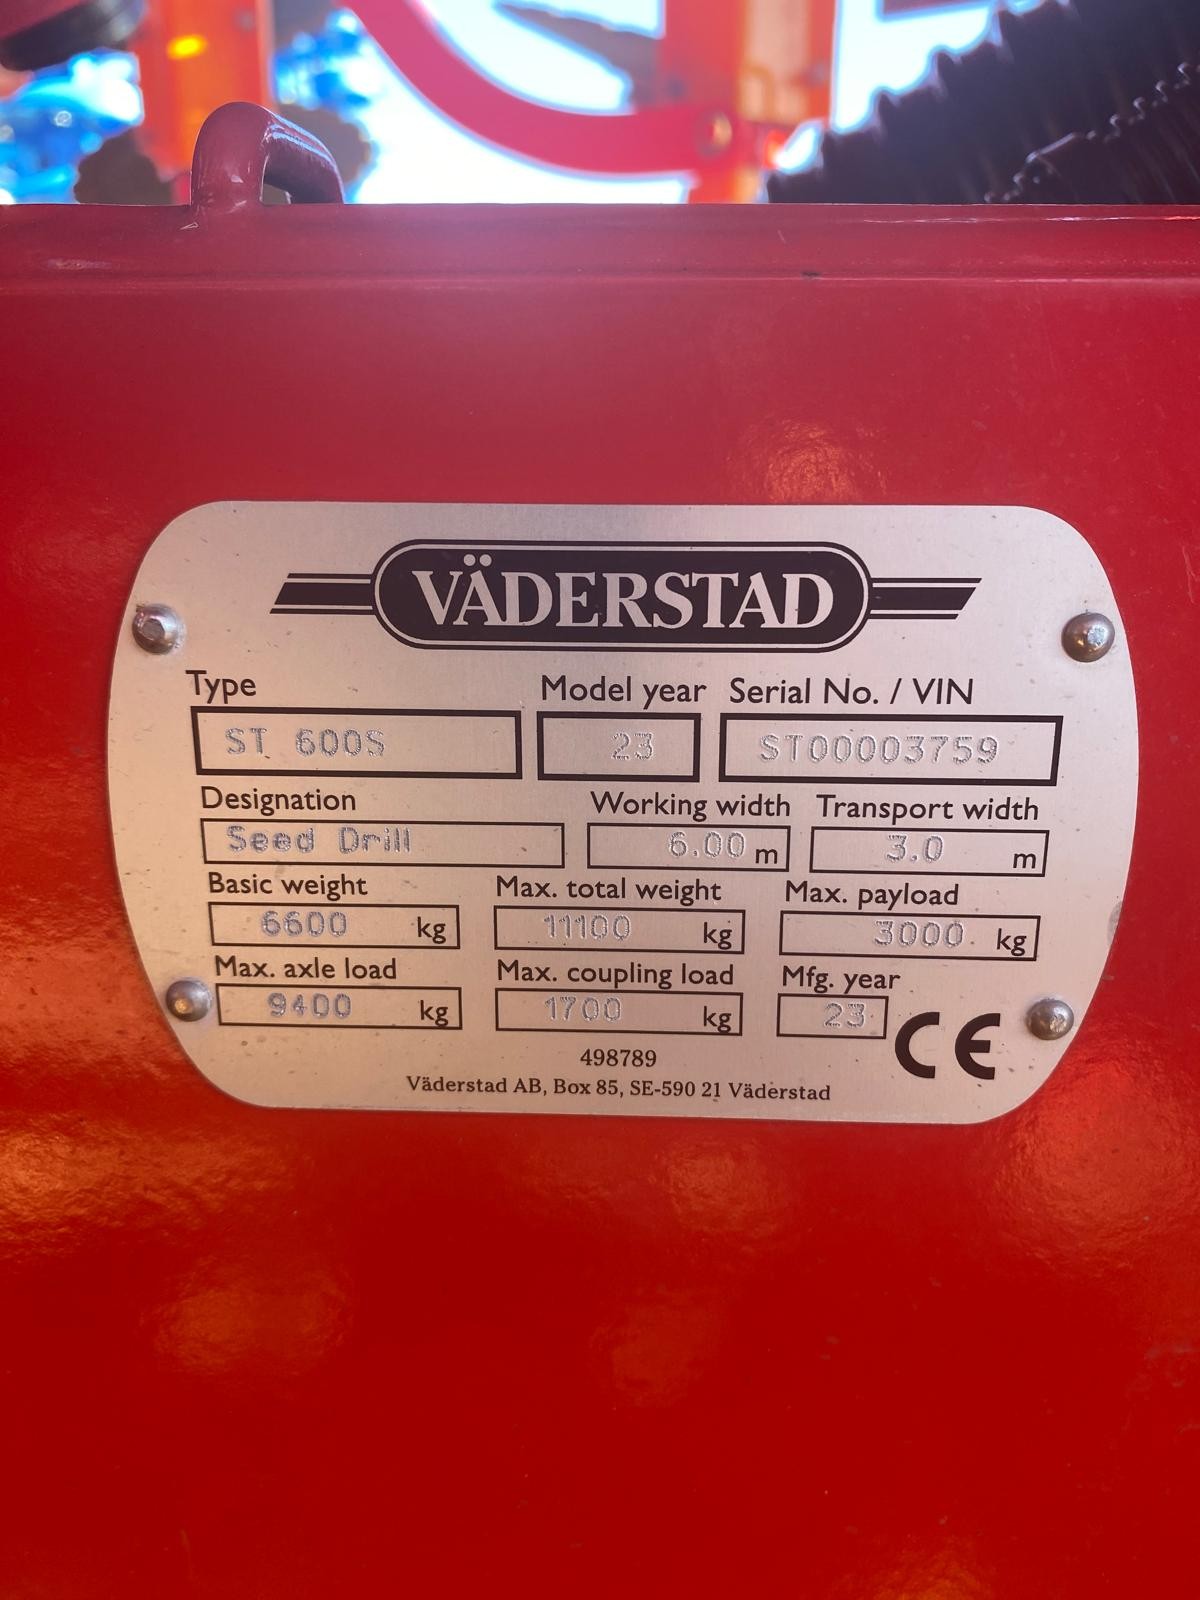 VÄDERSTAD
Type Model year Serial No. / VIN
ST 600S 23 ST00003759
Designation Working width Transport width
Seed Drill 6.00 m 3.0 m
Basic weight Max. total weight Max. payload
6600 kg 11100 kg 3000 kg
Max. axle load Max. coupling load Mfg. year
9400 kg 1700 kg 23 CE
498789
Väderstad AB, Box 85, SE-590 21 Väderstad